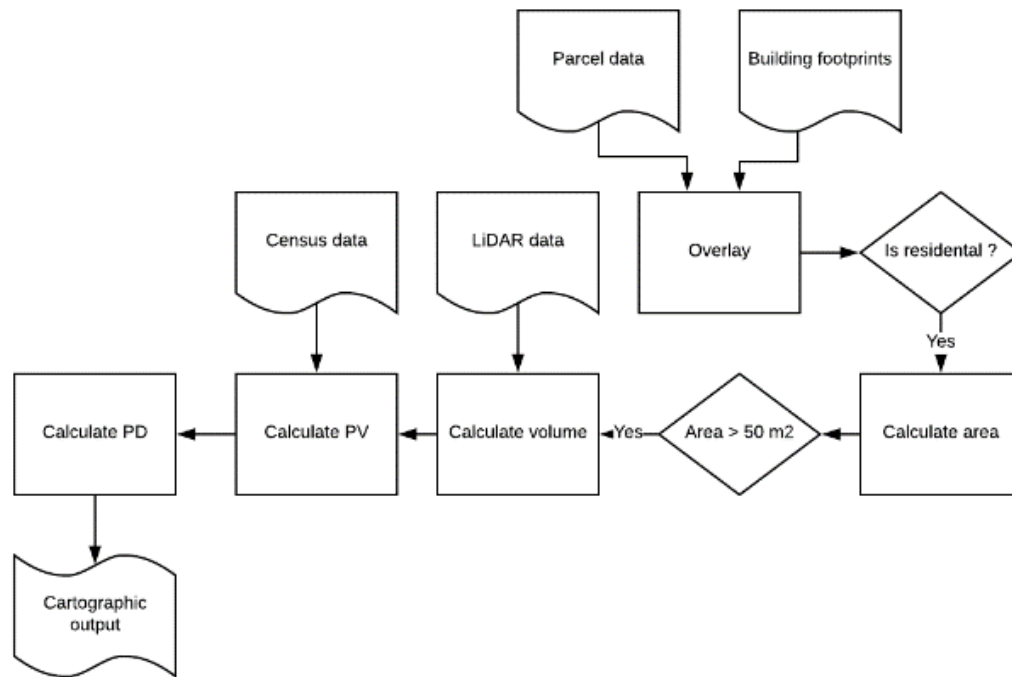 Parcel data
Building footprints
Census data
LiDAR data
Overlay
Is residental ?
Yes
Calculate PD
Calculate PV
Calculate volume
Yes
Area > 50 m2
Calculate area
Cartographic
output